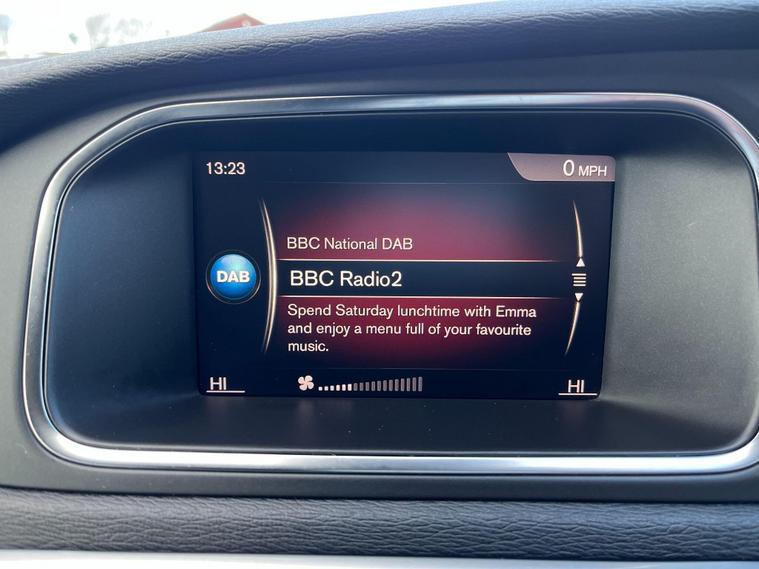 13:23
0 MPH
BBC National DAB
DAB
BBC Radio2
Spend Saturday lunchtime with Emma
and enjoy a menu full of your favourite
music.
HI
HI